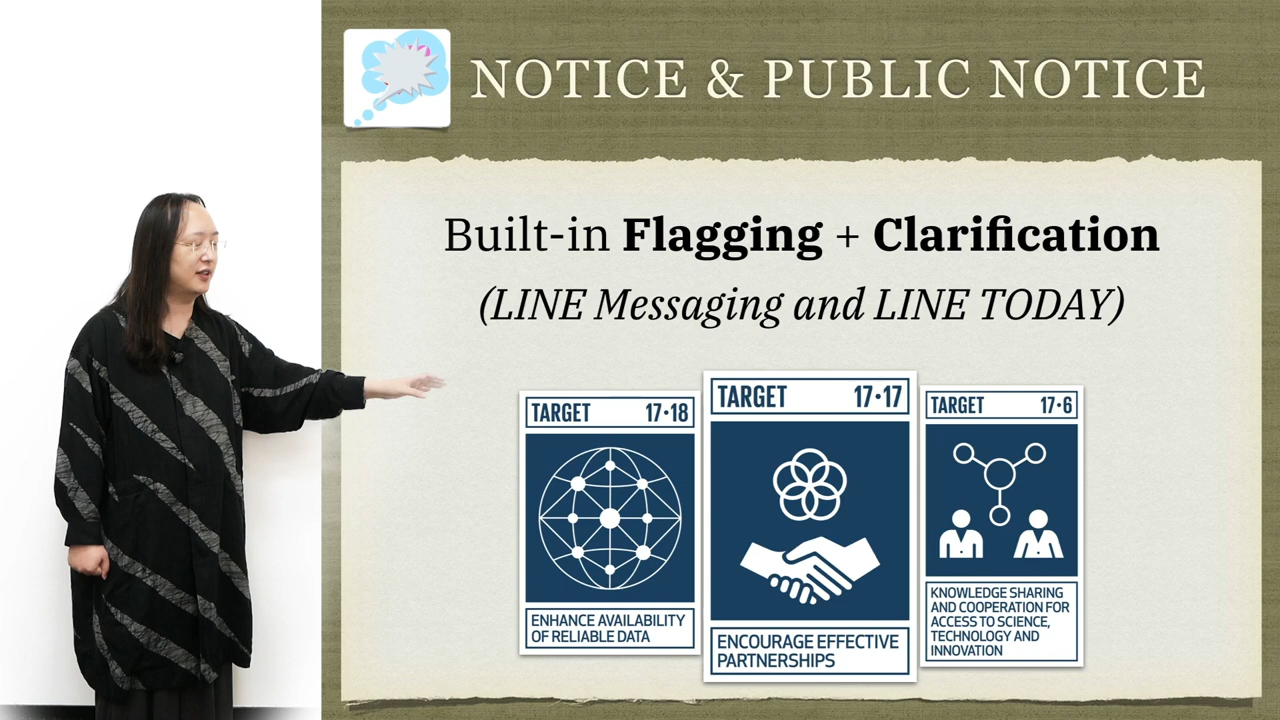 NOTICE & PUBLIC NOTICE
Built-in Flagging + Clarification
(LINE Messaging and LINE TODAY)
TARGET 17·18
ENHANCE AVAILABILITY
OF RELIABLE DATA
TARGET 17·17
ENCOURAGE EFFECTIVE
PARTNERSHIPS
TARGET 17·6
KNOWLEDGE SHARING
AND COOPERATION FOR
ACCESS TO SCIENCE,
TECHNOLOGY AND
INNOVATION